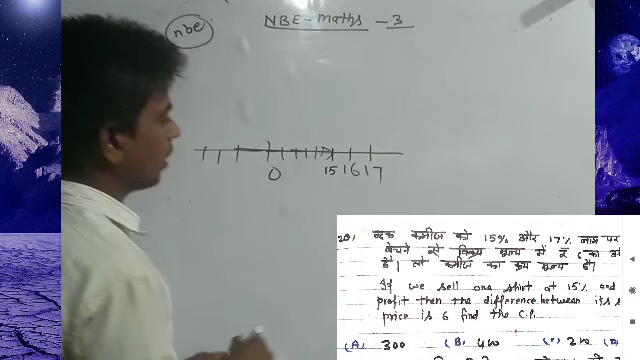 NBE - maths - 3
nbe
0 15 16 17
20) एक कमीज को 15% और 17% लाभ पर
बेचने से विक्रय मूल्य में ₹ 6 का
है। तो कमीज का क्रय मूल्य है?
If we sell one shirt at 15% and
profit then the difference between its s
price is 6 find the C.P.
(A) 300 (B) 400 (C) 200 (D)